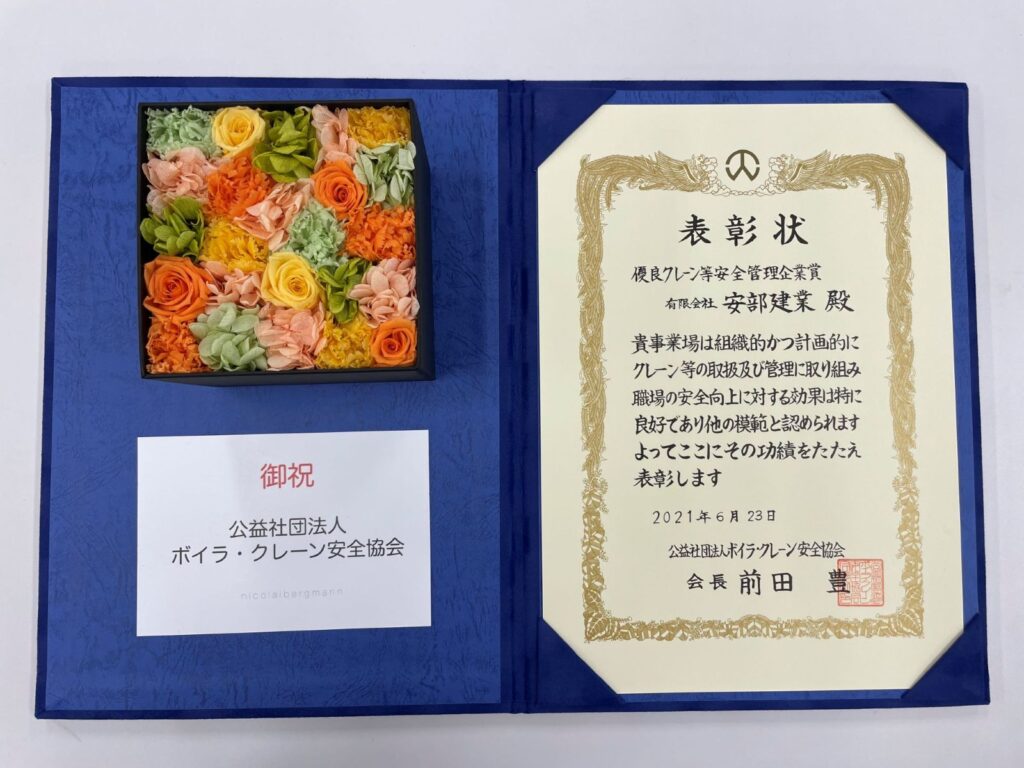 御祝
公益社団法人
ボイラ・クレーン安全協会
nicolaibergmann
表彰状
優良クレーン等安全管理企業賞
有限会社 安部建業 殿
貴事業場は組織的かつ計画的に
クレーン等の取扱及び管理に取り組み
職場の安全向上に対する効果は特に
良好であり他の模範と認められます
よってここにその功績をたたえ
表彰します
2021年6月23日
公益社団法人ボイラ・クレーン安全協会
会長 前田 豊